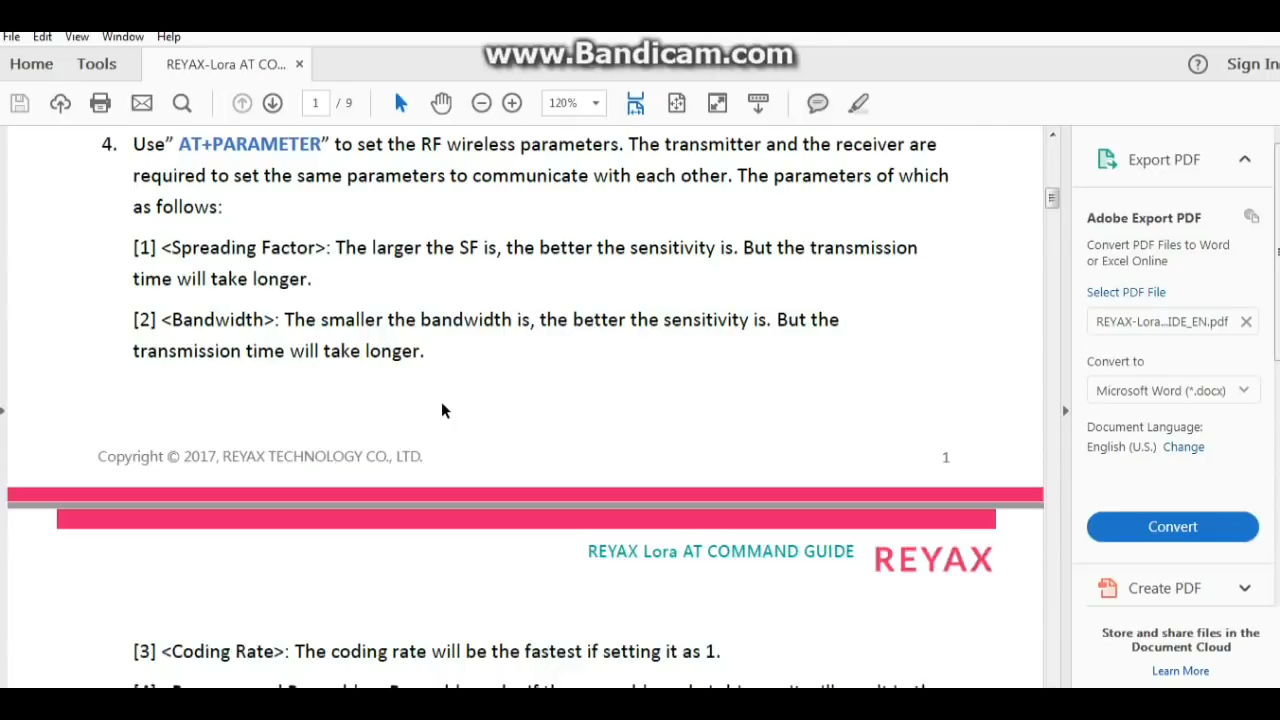 www.Bandicam.com
File Edit View Window Help
Home Tools REYAX-Lora AT CO... × ? Sign In
1 / 9 120%
4. Use” AT+PARAMETER” to set the RF wireless parameters. The transmitter and the receiver are
required to set the same parameters to communicate with each other. The parameters of which
as follows:
[1] <Spreading Factor>: The larger the SF is, the better the sensitivity is. But the transmission
time will take longer.
[2] <Bandwidth>: The smaller the bandwidth is, the better the sensitivity is. But the
transmission time will take longer.
Copyright © 2017, REYAX TECHNOLOGY CO., LTD. 1
REYAX Lora AT COMMAND GUIDE REYAX
[3] <Coding Rate>: The coding rate will be the fastest if setting it as 1.
Export PDF
Adobe Export PDF
Convert PDF Files to Word
or Excel Online
Select PDF File
REYAX-Lora...IDE_EN.pdf
Convert to
Microsoft Word (*.docx)
Document Language:
English (U.S.) Change
Convert
Create PDF
Store and share files in the
Document Cloud
Learn More